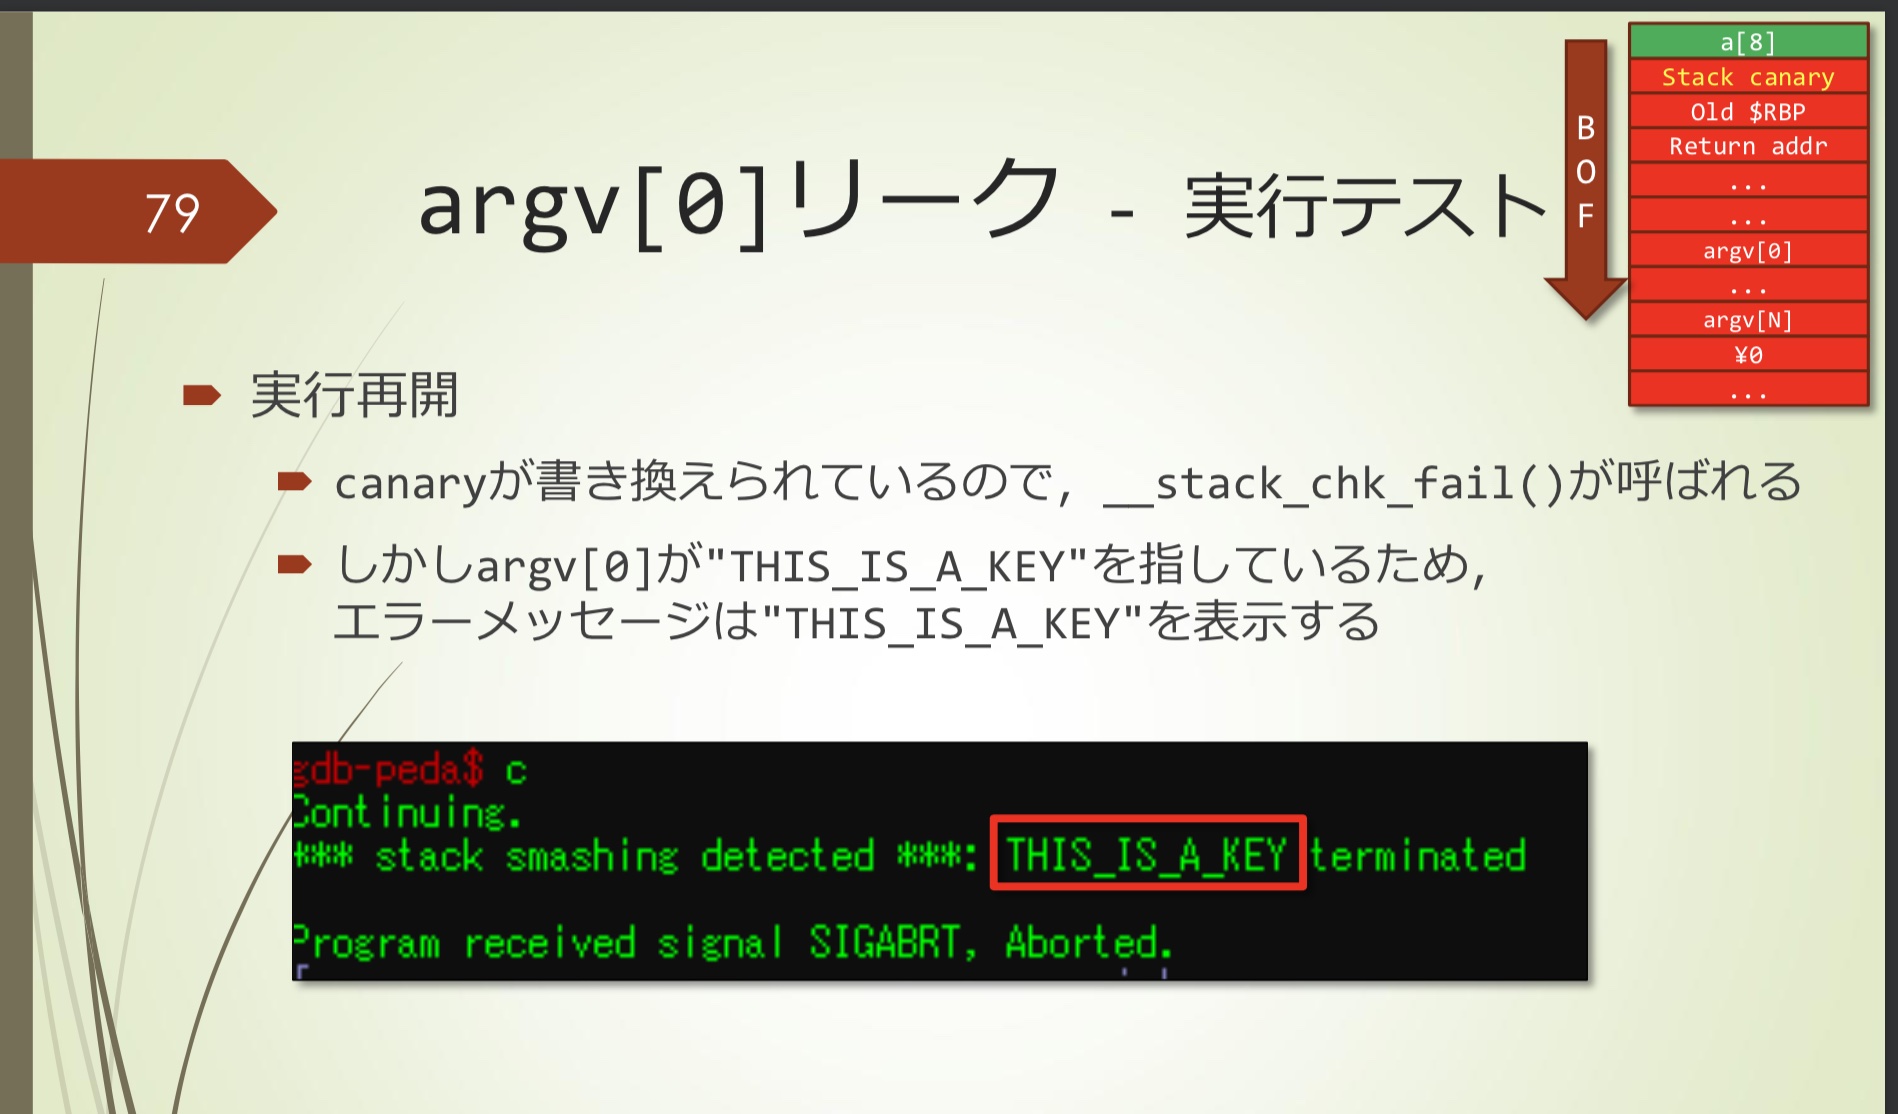 79
argv[0]リーク - 実行テスト
B
O
F
a[8]
Stack canary
Old $RBP
Return addr
...
...
argv[0]
...
argv[N]
¥0
...
実行再開
canaryが書き換えられているので, __stack_chk_fail()が呼ばれる
しかしargv[0]が"THIS_IS_A_KEY"を指しているため,
エラーメッセージは"THIS_IS_A_KEY"を表示する
gdb-peda$ c
Continuing.
*** stack smashing detected ***: THIS_IS_A_KEY terminated
Program received signal SIGABRT, Aborted.